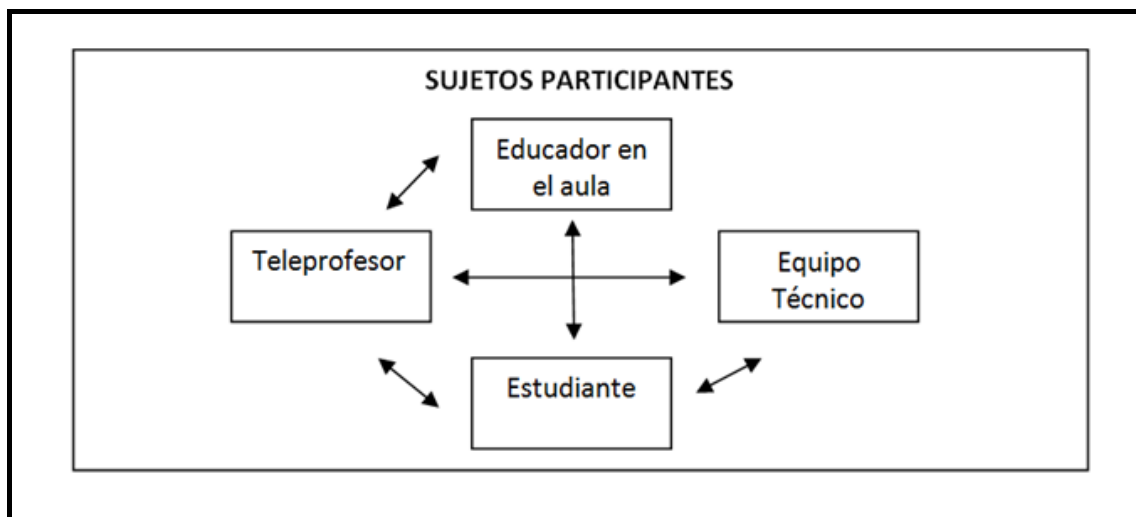 SUJETOS PARTICIPANTES
Educador en
el aula
Teleprofesor
Equipo
Técnico
Estudiante